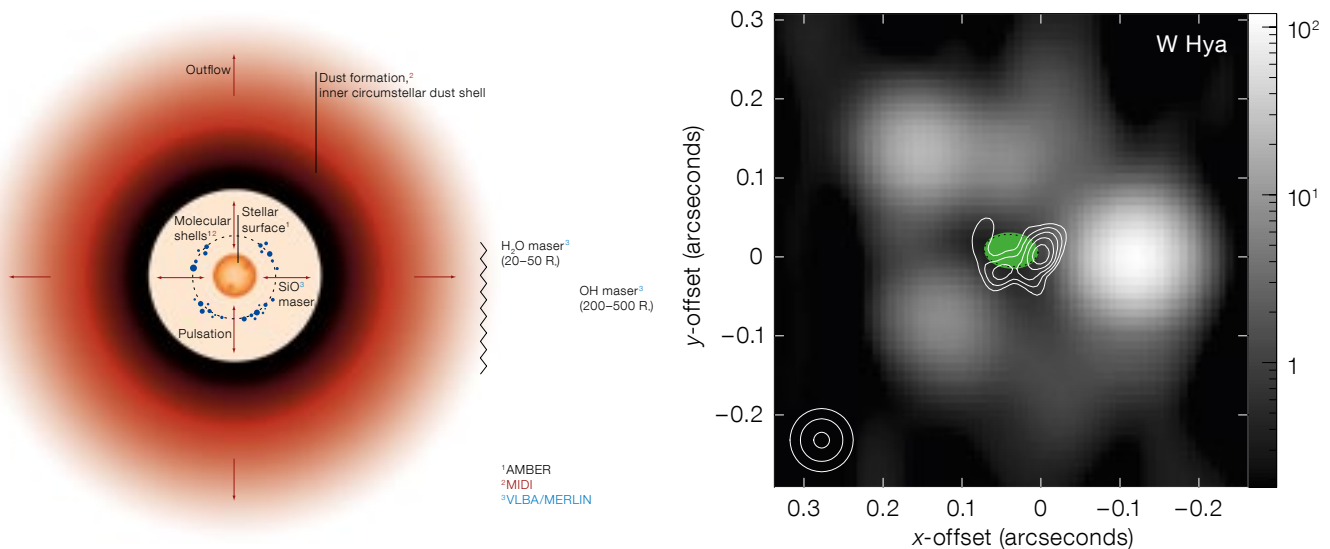 Outflow
Dust formation,²
inner circumstellar dust shell
Molecular
shells¹²
Stellar
surface¹
SiO³
maser
Pulsation
H₂O maser³
(20–50 R.)
OH maser³
(200–500 R.)
¹AMBER
²MIDI
³VLBA/MERLIN
W Hya
y-offset (arcseconds)
0.3
0.2
0.1
0
−0.1
−0.2
0.3
0.2
0.1
0
−0.1
−0.2
x-offset (arcseconds)
10²
10¹
1